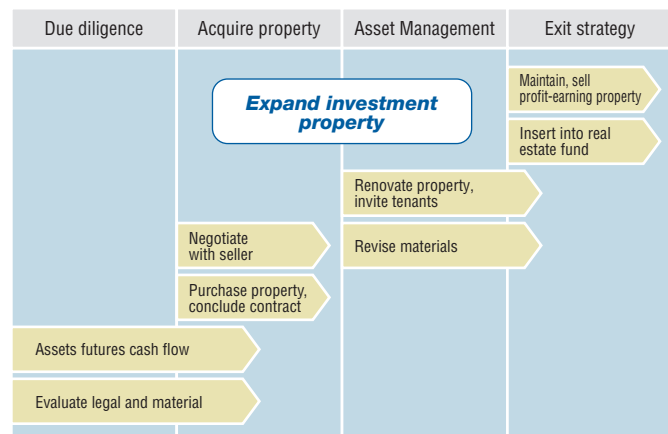 Due diligence
Acquire property
Asset Management
Exit strategy
Expand investment
property
Maintain, sell
profit-earning property
Insert into real
estate fund
Renovate property,
invite tenants
Negotiate
with seller
Revise materials
Purchase property,
conclude contract
Assets futures cash flow
Evaluate legal and material